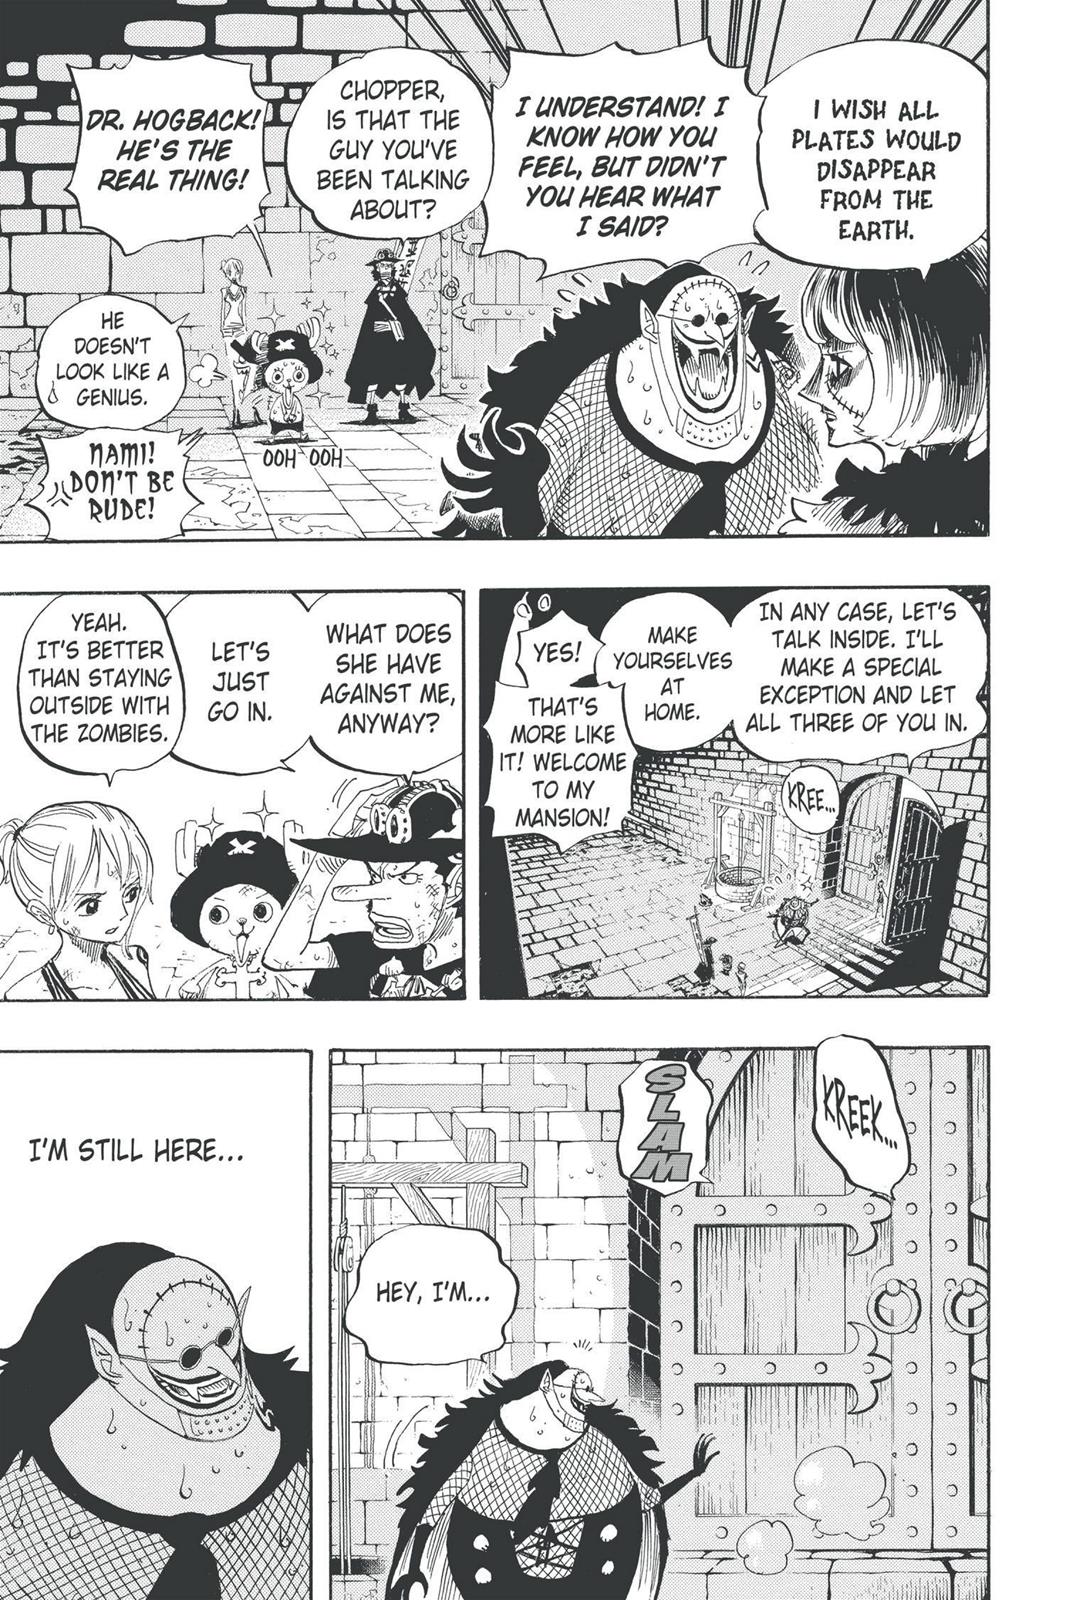 I WISH ALL
PLATES WOULD
DISAPPEAR
FROM THE
EARTH.
I UNDERSTAND! I
KNOW HOW YOU
FEEL, BUT DIDN'T
YOU HEAR WHAT
I SAID?
CHOPPER,
IS THAT THE
GUY YOU'VE
BEEN TALKING
ABOUT?
DR. HOGBACK!
HE'S THE
REAL THING!
OOH OOH
HE
DOESN'T
LOOK LIKE A
GENIUS.
NAMI!
DON'T BE
RUDE!
IN ANY CASE, LET'S
TALK INSIDE. I'LL
MAKE A SPECIAL
EXCEPTION AND LET
ALL THREE OF YOU IN.
MAKE
YOURSELVES
AT
HOME.
YES!
THAT'S
MORE LIKE
IT! WELCOME
TO MY
MANSION!
KREE...
WHAT DOES
SHE HAVE
AGAINST ME,
ANYWAY?
LET'S
JUST
GO IN.
YEAH.
IT'S BETTER
THAN STAYING
OUTSIDE WITH
THE ZOMBIES.
KREEK...
SLAM
HEY, I'M...
I'M STILL HERE...